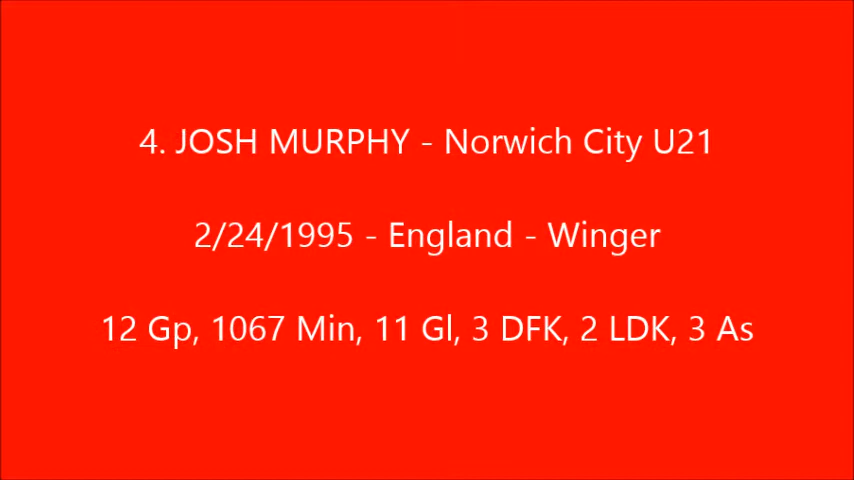 4. JOSH MURPHY - Norwich City U21
2/24/1995 - England - Winger
12 Gp, 1067 Min, 11 Gl, 3 DFK, 2 LDK, 3 As